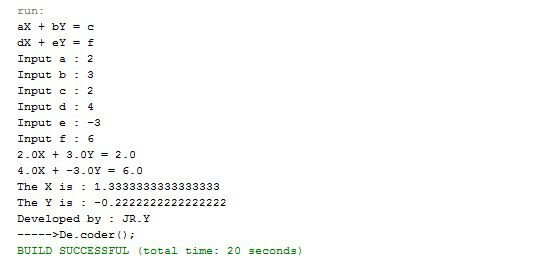 run:
aX + bY = c
dX + eY = f
Input a : 2
Input b : 3
Input c : 2
Input d : 4
Input e : -3
Input f : 6
2.0X + 3.0Y = 2.0
4.0X + -3.0Y = 6.0
The X is : 1.3333333333333333
The Y is : -0.2222222222222222
Developed by : JR.Y
----->De.coder();
BUILD SUCCESSFUL (total time: 20 seconds)